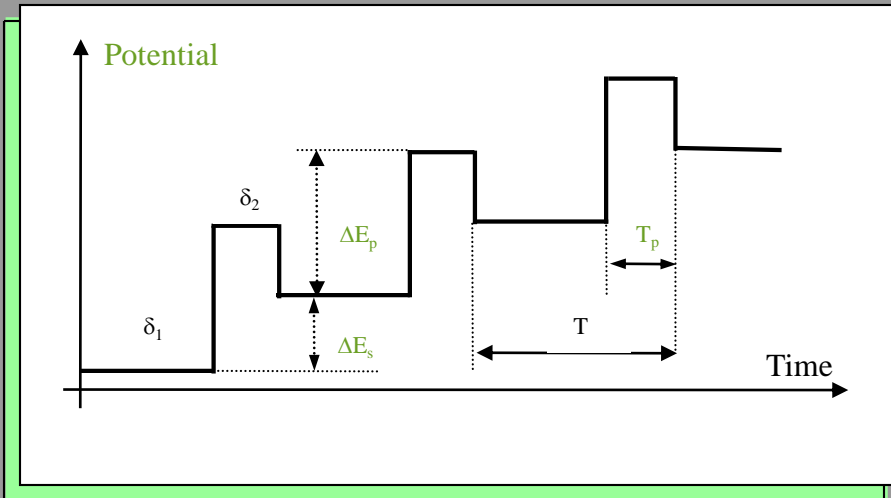 Potential
δ₂
ΔEₚ
Tₚ
δ₁
T
ΔEₛ
Time